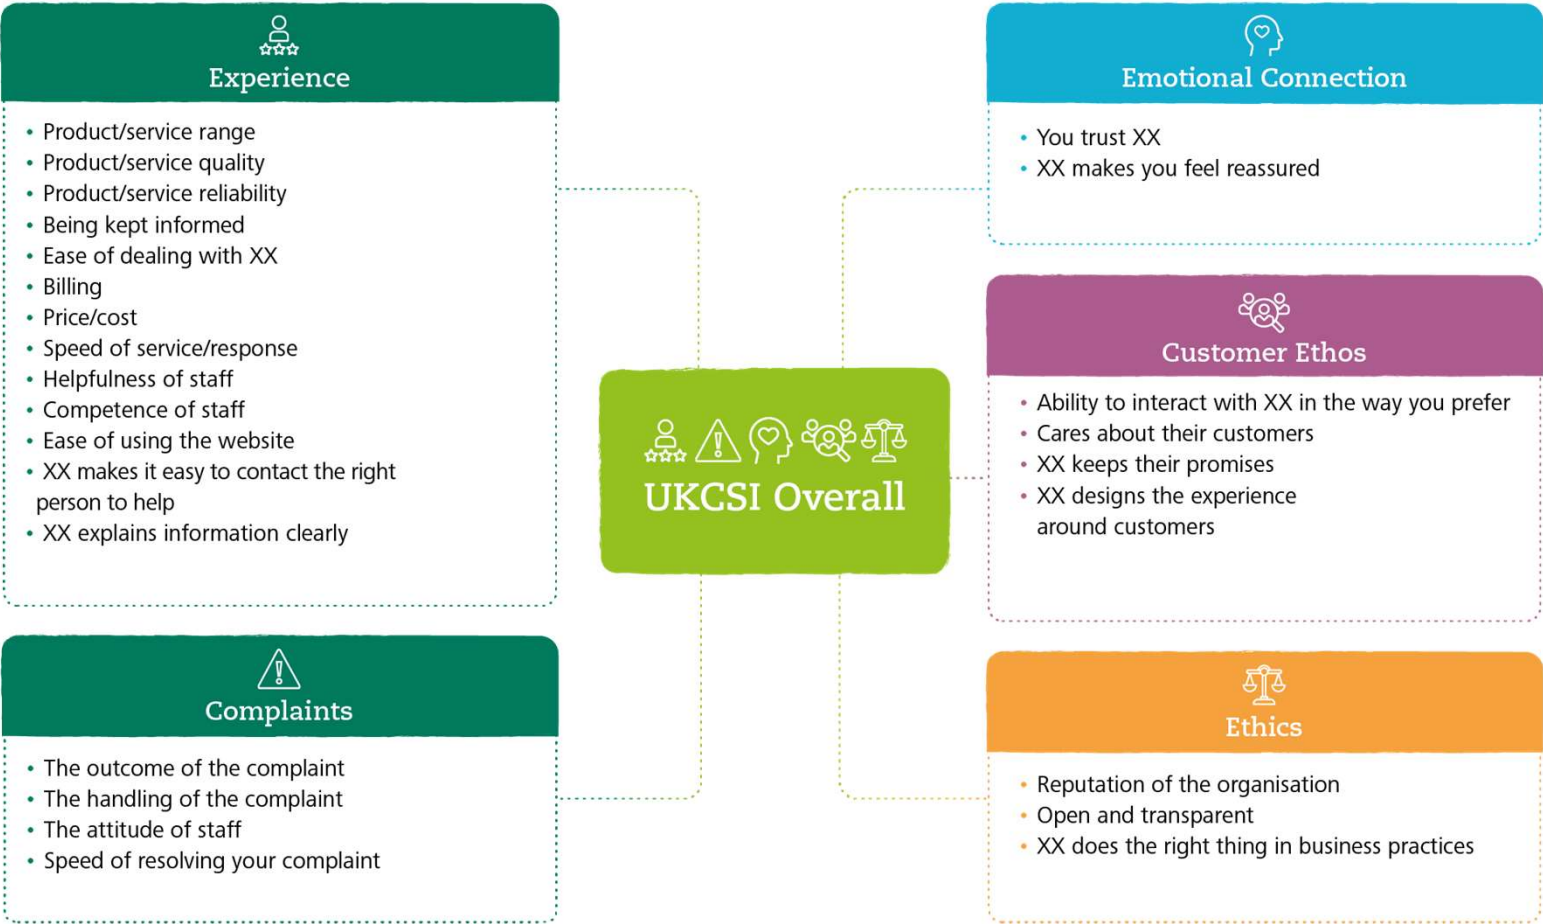 Experience
• Product/service range
• Product/service quality
• Product/service reliability
• Being kept informed
• Ease of dealing with XX
• Billing
• Price/cost
• Speed of service/response
• Helpfulness of staff
• Competence of staff
• Ease of using the website
• XX makes it easy to contact the right
person to help
• XX explains information clearly
Complaints
• The outcome of the complaint
• The handling of the complaint
• The attitude of staff
• Speed of resolving your complaint
UKCSI Overall
Emotional Connection
• You trust XX
• XX makes you feel reassured
Customer Ethos
• Ability to interact with XX in the way you prefer
• Cares about their customers
• XX keeps their promises
• XX designs the experience
around customers
Ethics
• Reputation of the organisation
• Open and transparent
• XX does the right thing in business practices